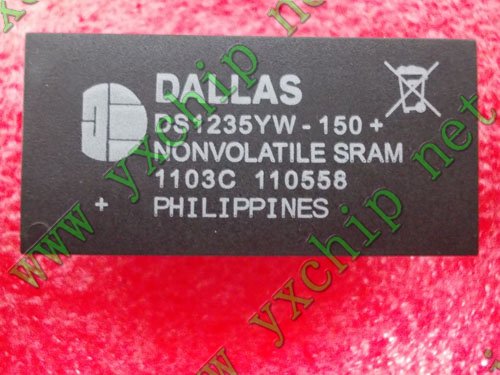 DALLAS
DS1235YW-150+
NONVOLATILE SRAM
1103C 110558
+ PHILIPPINES
www.yxchip.net
www.yxchip.net